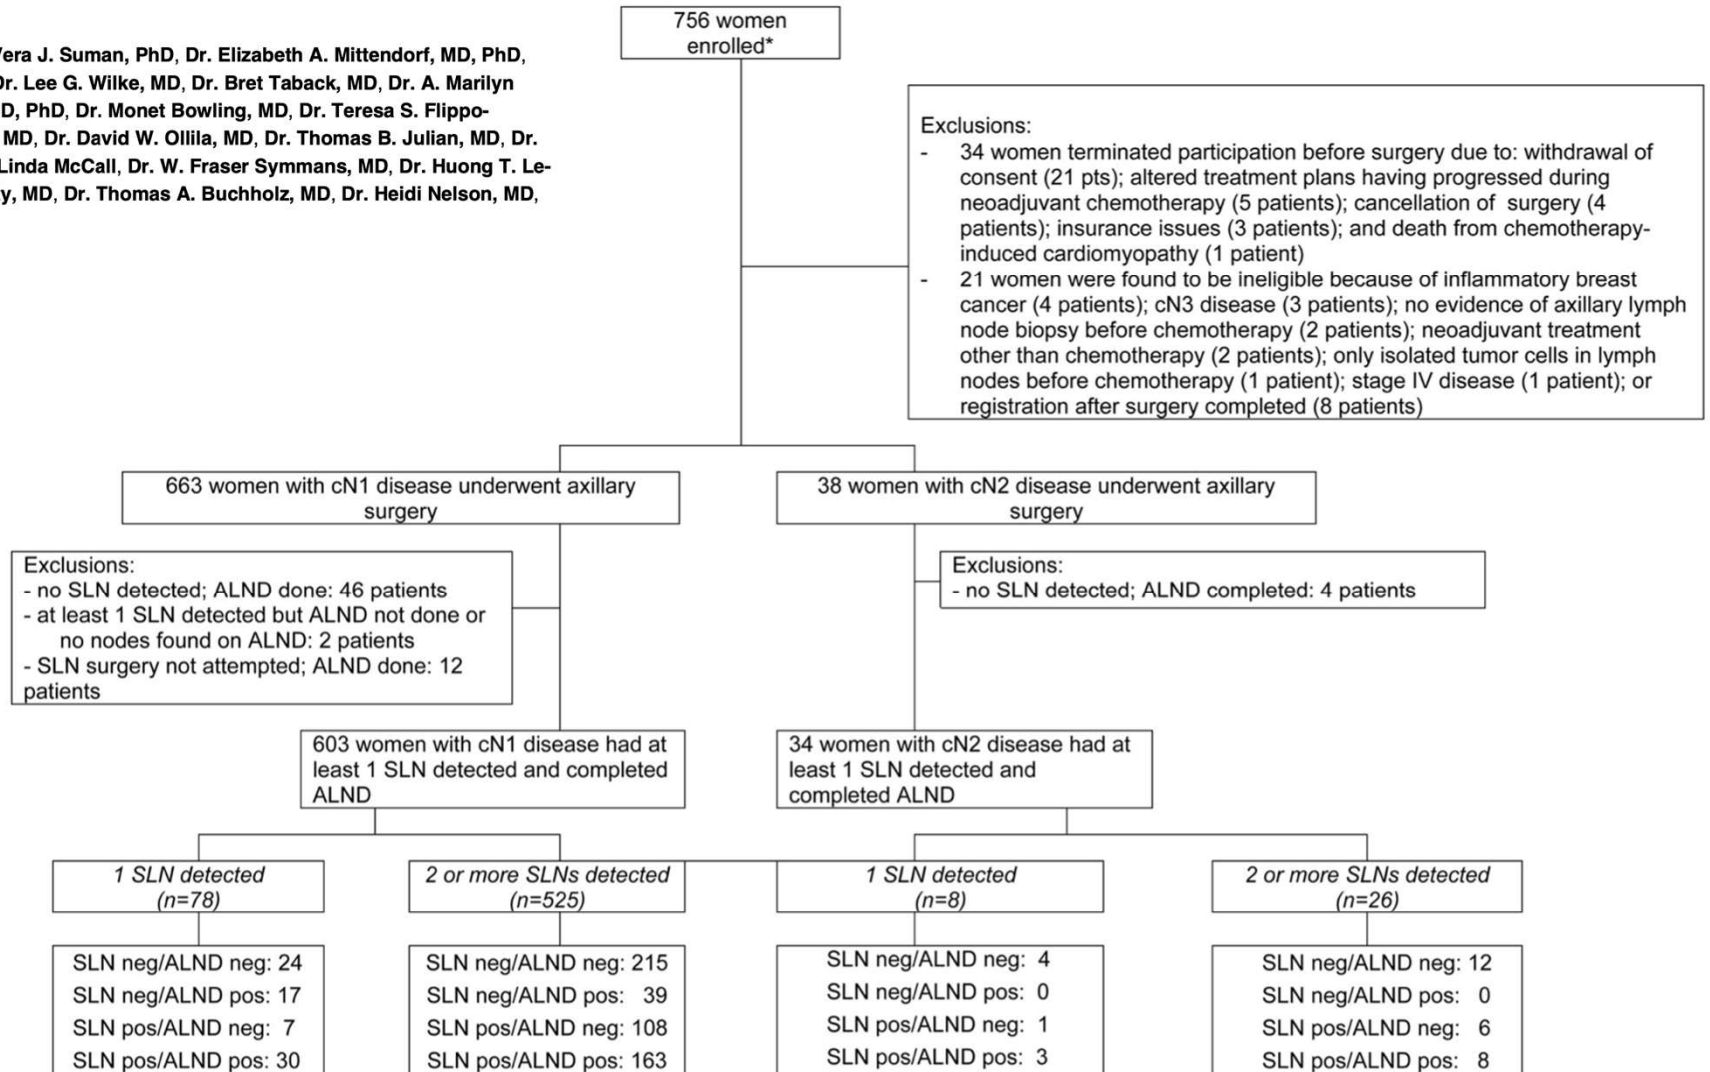 756 women
enrolled*
Vera J. Suman, PhD, Dr. Elizabeth A. Mittendorf, MD, PhD,
Dr. Lee G. Wilke, MD, Dr. Bret Taback, MD, Dr. A. Marilyn
D, PhD, Dr. Monet Bowling, MD, Dr. Teresa S. Flippo-
MD, Dr. David W. Ollila, MD, Dr. Thomas B. Julian, MD, Dr.
Linda McCall, Dr. W. Fraser Symmans, MD, Dr. Huong T. Le-
y, MD, Dr. Thomas A. Buchholz, MD, Dr. Heidi Nelson, MD,
Exclusions:
- 34 women terminated participation before surgery due to: withdrawal of
consent (21 pts); altered treatment plans having progressed during
neoadjuvant chemotherapy (5 patients); cancellation of surgery (4
patients); insurance issues (3 patients); and death from chemotherapy-
induced cardiomyopathy (1 patient)
- 21 women were found to be ineligible because of inflammatory breast
cancer (4 patients); cN3 disease (3 patients); no evidence of axillary lymph
node biopsy before chemotherapy (2 patients); neoadjuvant treatment
other than chemotherapy (2 patients); only isolated tumor cells in lymph
nodes before chemotherapy (1 patient); stage IV disease (1 patient); or
registration after surgery completed (8 patients)
663 women with cN1 disease underwent axillary
surgery
38 women with cN2 disease underwent axillary
surgery
Exclusions:
- no SLN detected; ALND done: 46 patients
- at least 1 SLN detected but ALND not done or
no nodes found on ALND: 2 patients
- SLN surgery not attempted; ALND done: 12
patients
Exclusions:
- no SLN detected; ALND completed: 4 patients
603 women with cN1 disease had at
least 1 SLN detected and completed
ALND
34 women with cN2 disease had at
least 1 SLN detected and
completed ALND
1 SLN detected
(n=78)
2 or more SLNs detected
(n=525)
1 SLN detected
(n=8)
2 or more SLNs detected
(n=26)
SLN neg/ALND neg: 24
SLN neg/ALND pos: 17
SLN pos/ALND neg: 7
SLN pos/ALND pos: 30
SLN neg/ALND neg: 215
SLN neg/ALND pos: 39
SLN pos/ALND neg: 108
SLN pos/ALND pos: 163
SLN neg/ALND neg: 4
SLN neg/ALND pos: 0
SLN pos/ALND neg: 1
SLN pos/ALND pos: 3
SLN neg/ALND neg: 12
SLN neg/ALND pos: 0
SLN pos/ALND neg: 6
SLN pos/ALND pos: 8